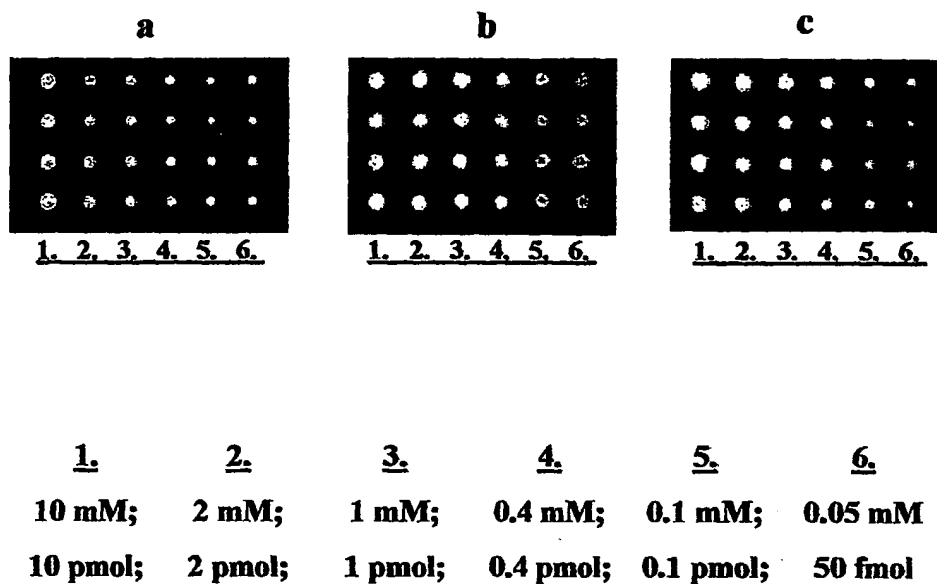 a b c
1. 2. 3. 4. 5. 6. 1. 2. 3. 4. 5. 6. 1. 2. 3. 4. 5. 6.
1. 2. 3. 4. 5. 6.
10 mM; 2 mM; 1 mM; 0.4 mM; 0.1 mM; 0.05 mM
10 pmol; 2 pmol; 1 pmol; 0.4 pmol; 0.1 pmol; 50 fmol